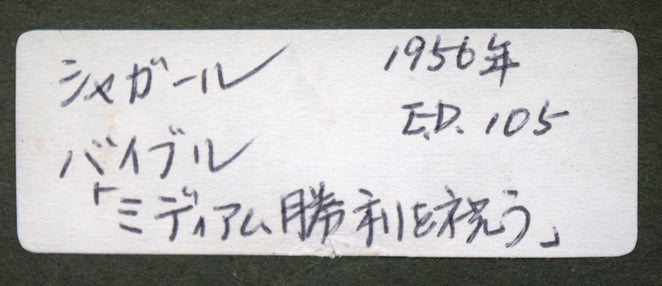 シャガール 1956年
バイブル E.D. 105
「ミディアム勝利を祝う」